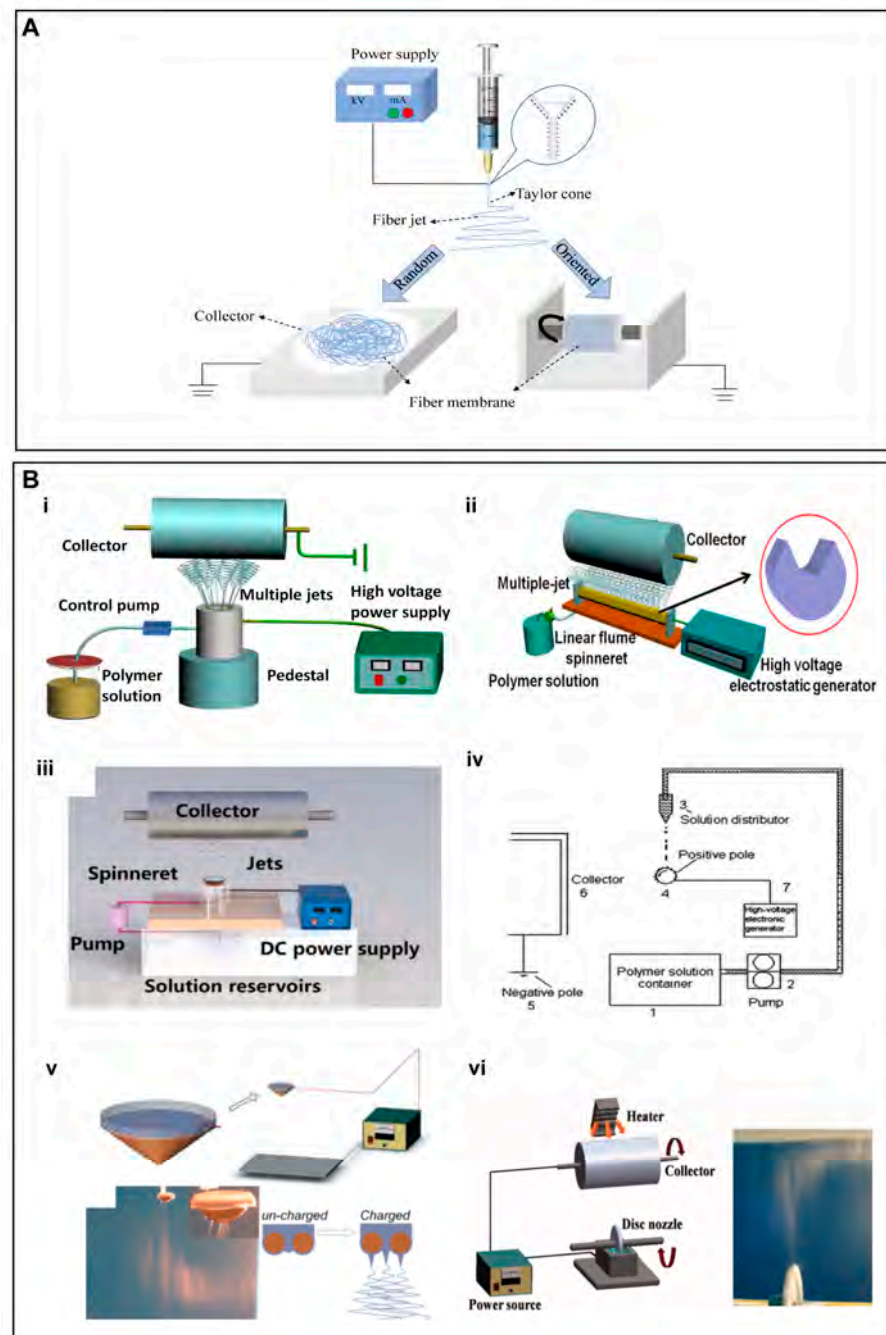 A
Power supply
kV
mA
Taylor cone
Fiber jet
Random
Oriented
Collector
Fiber membrane
B
i
Collector
Multiple jets
Control pump
High voltage
power supply
Polymer
solution
Pedestal
ii
Collector
Multiple-jet
Linear flume
spinneret
Polymer solution
High voltage
electrostatic generator
iii
Collector
Jets
Spinneret
Pump
DC power supply
Solution reservoirs
iv
3
Solution distributor
Positive pole
4
7
High-voltage
electronic
generator
Collector
6
Polymer solution
container
1
2
Pump
Negative pole
5
v
un-charged
Charged
vi
Heater
Collector
Disc nozzle
Power source